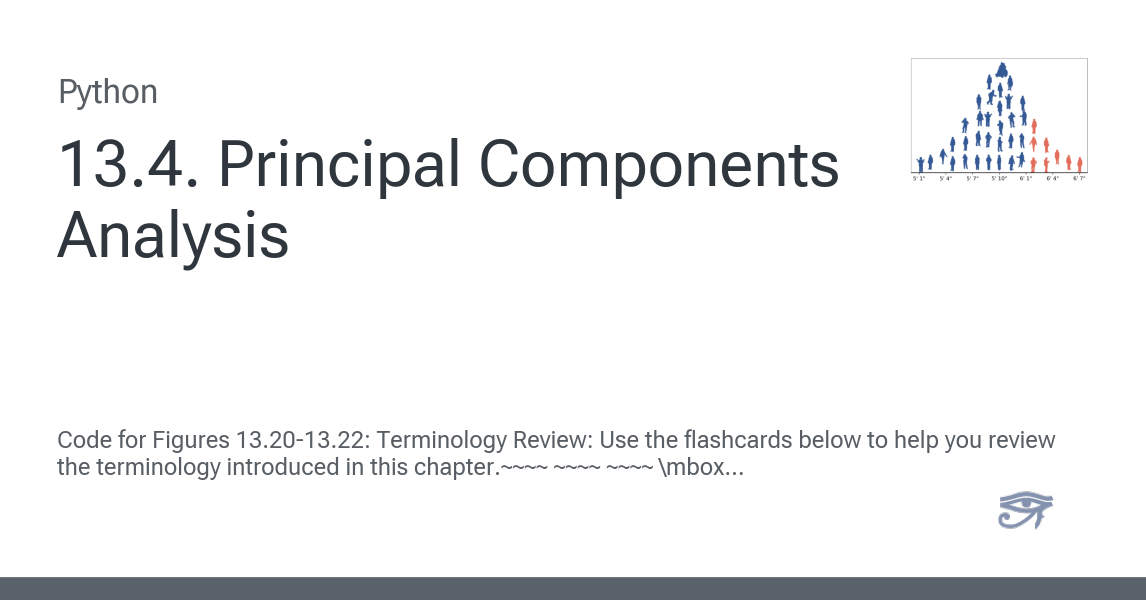 Python
13.4. Principal Components
Analysis
5' 1" 5' 4" 5' 7" 5' 10" 6' 1" 6' 4" 6' 7"
Code for Figures 13.20-13.22: Terminology Review: Use the flashcards below to help you review
the terminology introduced in this chapter.~~~~ ~~~~ ~~~~ \mbox...